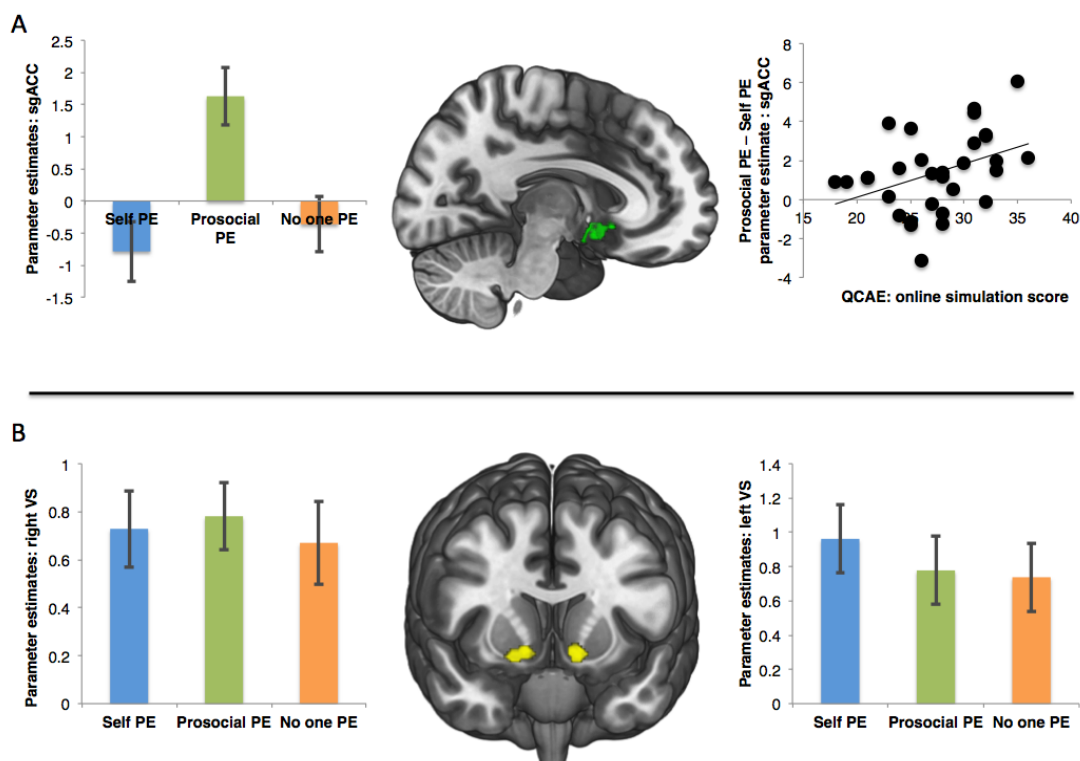 A
Parameter estimates: sgACC
2.5
2
1.5
1
0.5
0
-0.5
-1
-1.5
Self PE
Prosocial PE
No one PE
Prosocial PE – Self PE
parameter estimate : sgACC
8
6
4
2
0
-2
-4
15 20 25 30 35 40
QCAE: online simulation score
B
Parameter estimates: right VS
1
0.8
0.6
0.4
0.2
0
Self PE Prosocial PE No one PE
Parameter estimates: left VS
1.4
1.2
1
0.8
0.6
0.4
0.2
0
Self PE Prosocial PE No one PE